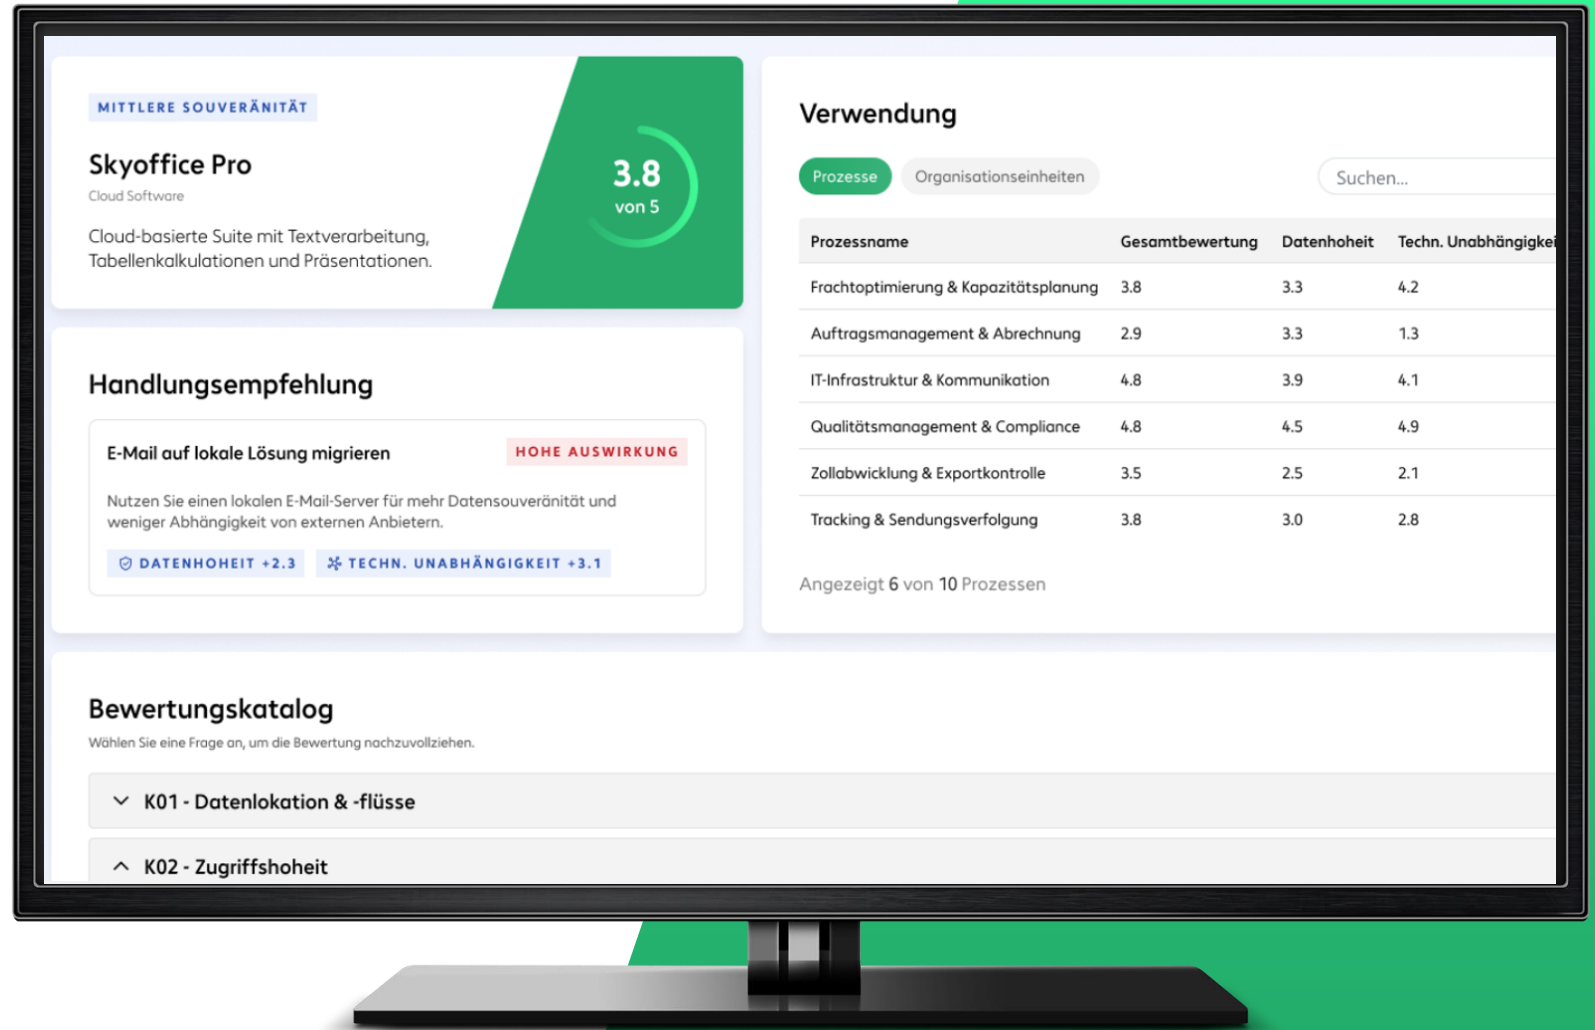 MITTLERE SOUVERÄNITÄT
Skyoffice Pro
Cloud Software
Cloud-basierte Suite mit Textverarbeitung,
Tabellenkalkulationen und Präsentationen.
3.8
von 5
Handlungsempfehlung
E-Mail auf lokale Lösung migrieren
HOHE AUSWIRKUNG
Nutzen Sie einen lokalen E-Mail-Server für mehr Datensouveränität und
weniger Abhängigkeit von externen Anbietern.
DATENHOHEIT +2.3
TECHN. UNABHÄNGIGKEIT +3.1
Verwendung
Prozesse
Organisationseinheiten
Suchen...
Prozessname Gesamtbewertung Datenhoheit Techn. Unabhängigkei
Frachtoptimierung & Kapazitätsplanung 3.8 3.3 4.2
Auftragsmanagement & Abrechnung 2.9 3.3 1.3
IT-Infrastruktur & Kommunikation 4.8 3.9 4.1
Qualitätsmanagement & Compliance 4.8 4.5 4.9
Zollabwicklung & Exportkontrolle 3.5 2.5 2.1
Tracking & Sendungsverfolgung 3.8 3.0 2.8
Angezeigt 6 von 10 Prozessen
Bewertungskatalog
Wählen Sie eine Frage an, um die Bewertung nachzuvollziehen.
K01 - Datenlokation & -flüsse
K02 - Zugriffshoheit